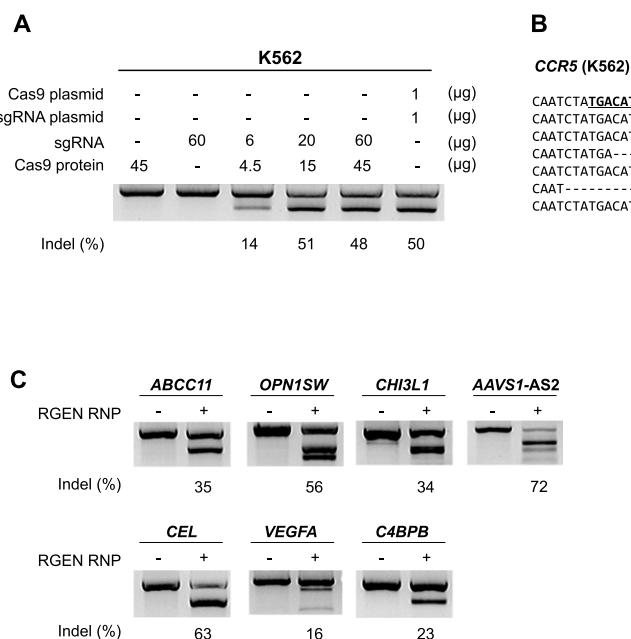 A
B
K562
CCR5 (K562)
Cas9 plasmid - - - - - 1 (µg)
sgRNA plasmid - - - - - 1 (µg)
sgRNA - 60 6 20 60 - (µg)
Cas9 protein 45 - 4.5 15 45 - (µg)
Indel (%) 14 51 48 50
CAATCTATGACAT
CAATCTATGACAT
CAATCTATGACAT
CAATCTATGA---
CAATCTATGACAT
CAAT---------
CAATCTATGACAT
C
ABCC11 OPN1SW CHI3L1 AAVS1-AS2
RGEN RNP - + - + - + - +
Indel (%) 35 56 34 72
CEL VEGFA C4BPB
RGEN RNP - + - + - +
Indel (%) 63 16 23